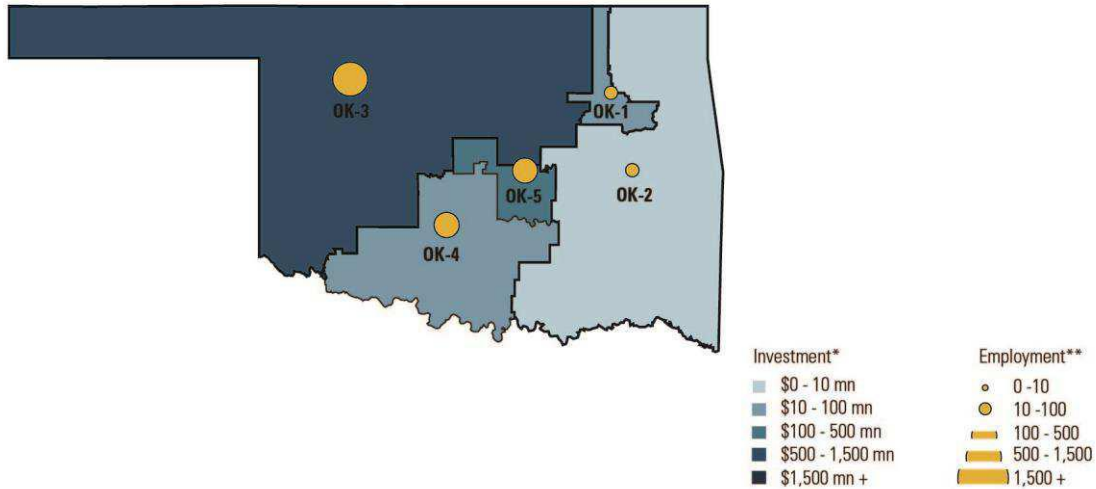 OK-3
OK-1
OK-5
OK-2
OK-4
Investment*
$0 - 10 mn
$10 - 100 mn
$100 - 500 mn
$500 - 1,500 mn
$1,500 mn +
Employment**
0 -10
10 -100
100 - 500
500 - 1,500
1,500 +